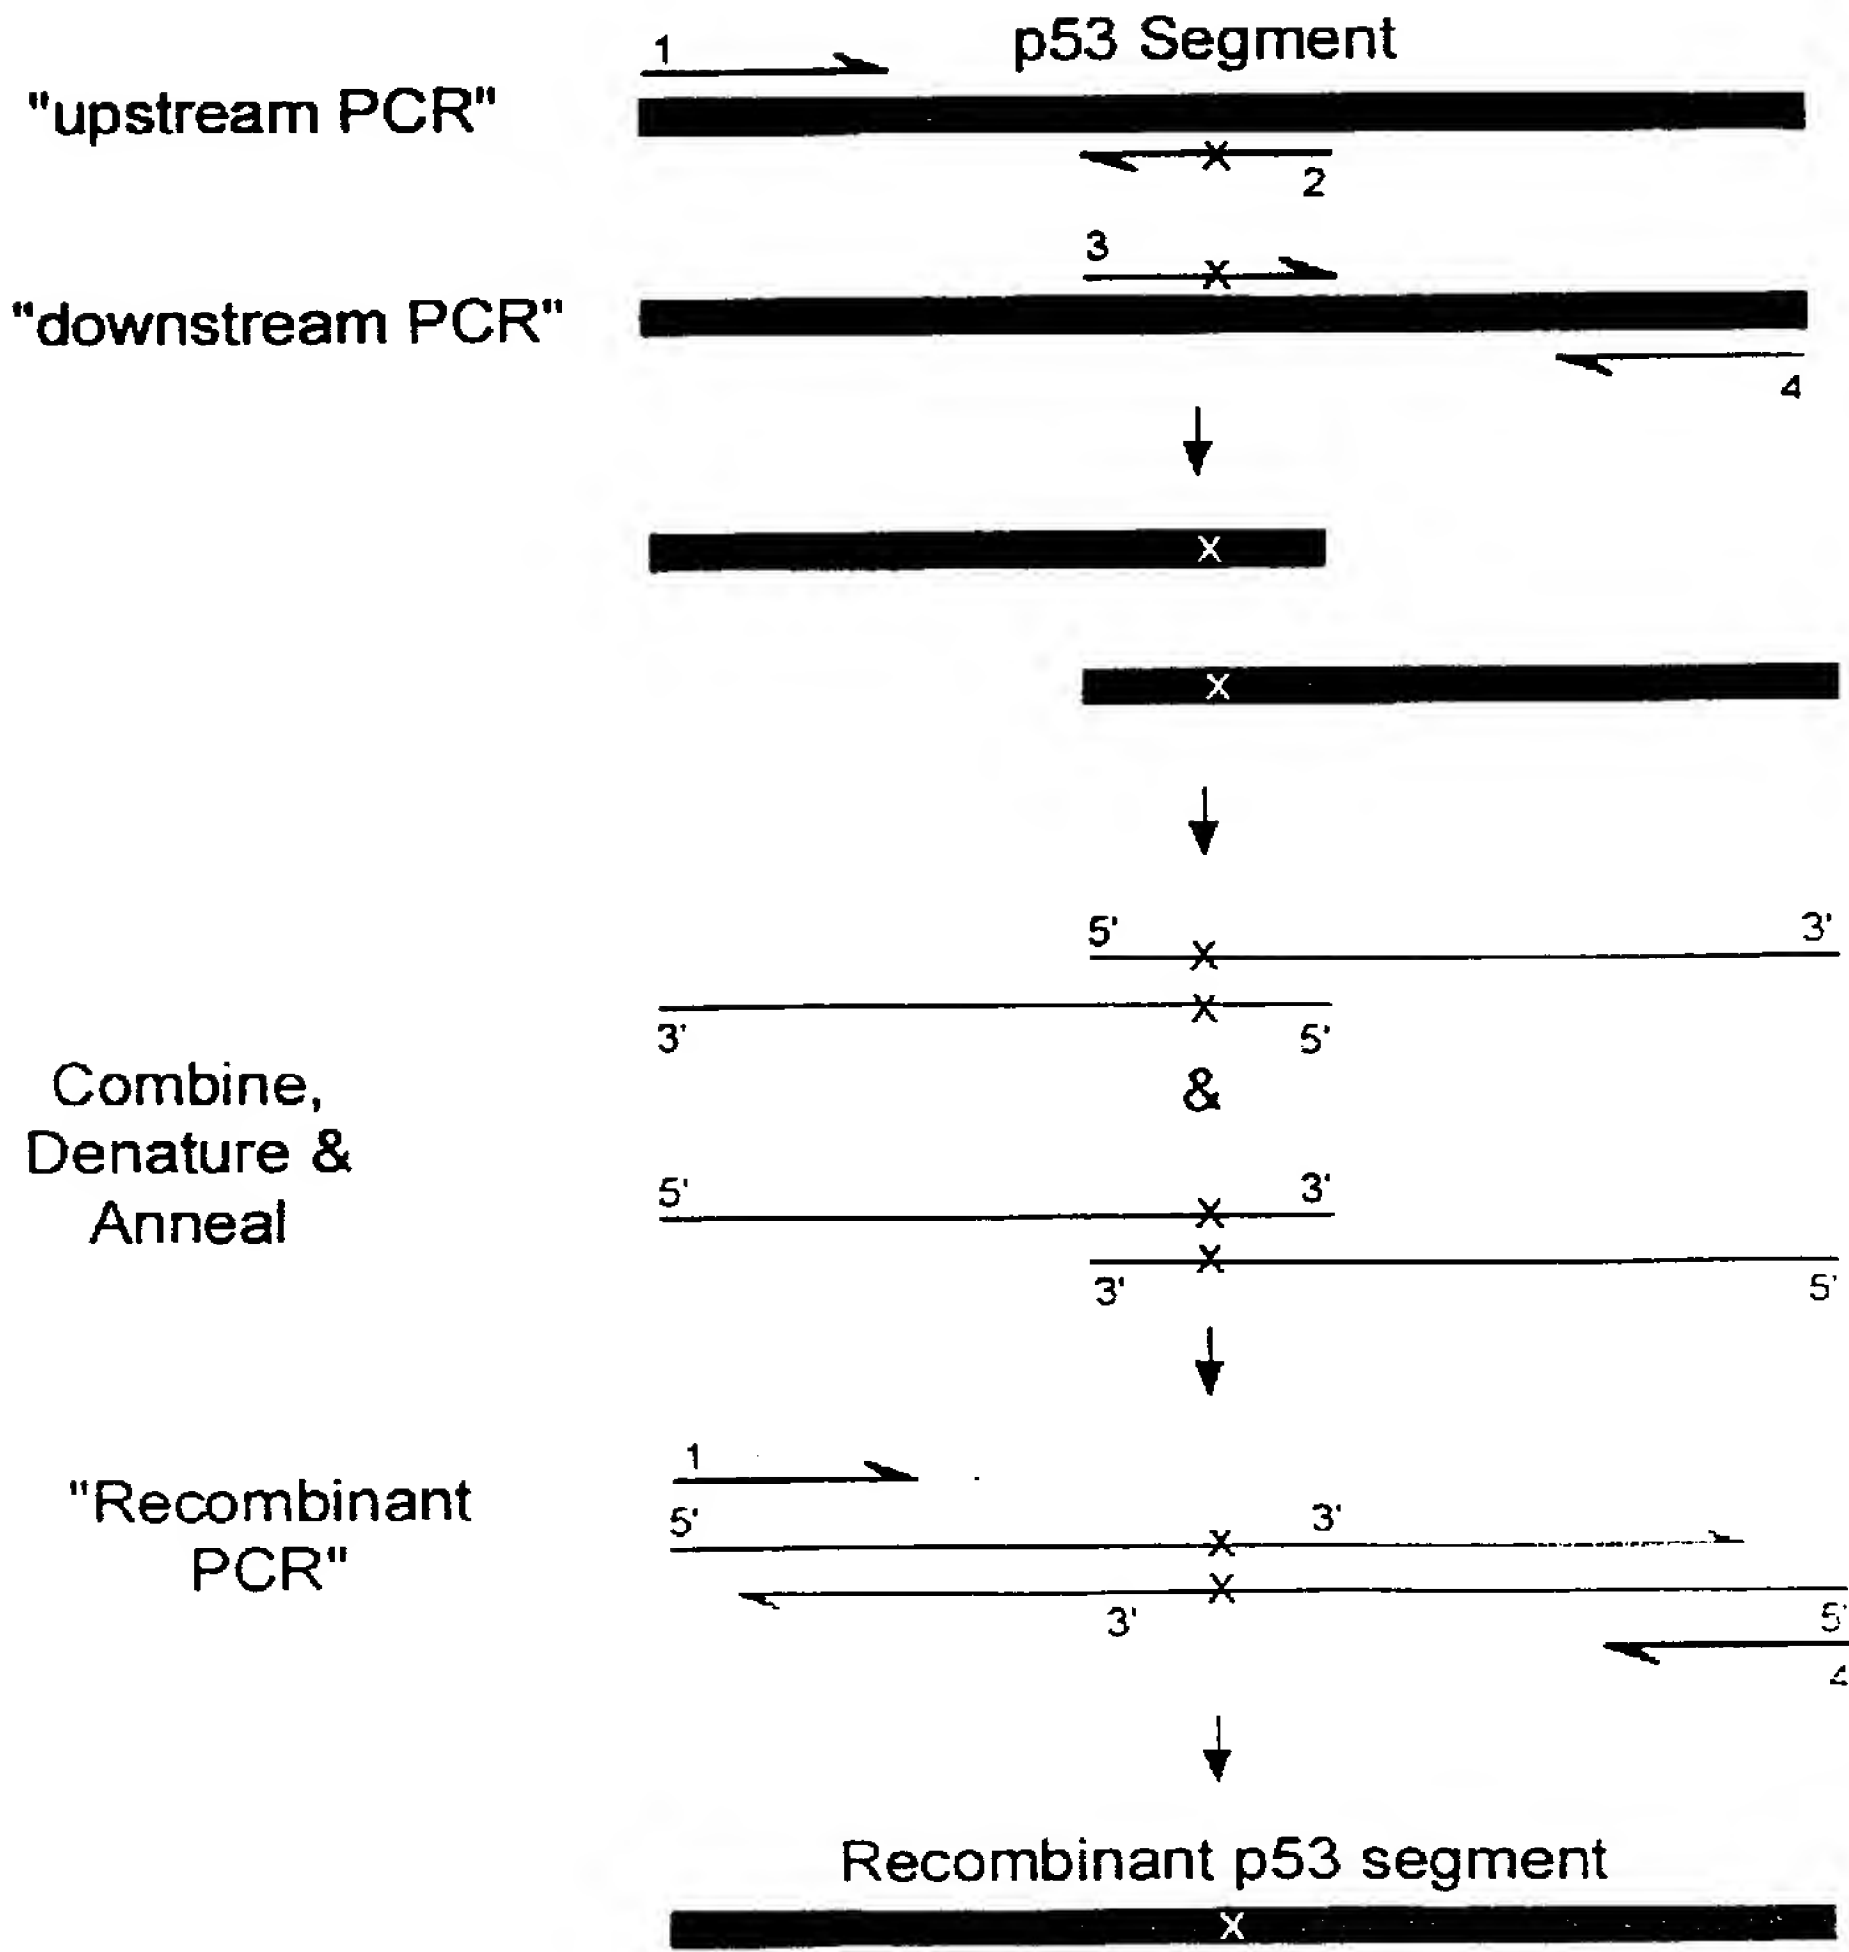 p53 Segment
1
"upstream PCR"
2
3
"downstream PCR"
4
X
X
5' 3'
X
X
3' 5'
Combine,
Denature &
Anneal
&
5' 3'
X
X
3' 5'
1
"Recombinant
PCR"
5' 3'
X
X
3' 5'
4
Recombinant p53 segment
X